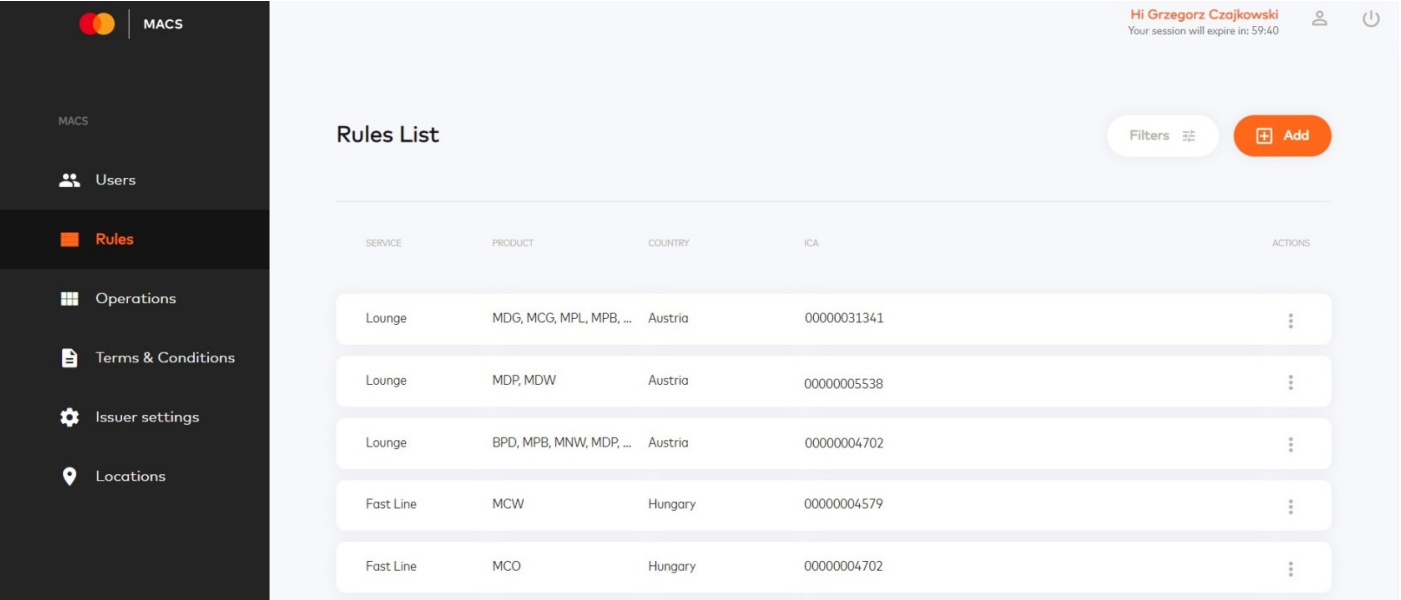 MACS
Hi Grzegorz Czajkowski
Your session will expire in: 59:40
MACS
Users
Rules
Operations
Terms & Conditions
Issuer settings
Locations
Rules List
Filters
Add
SERVICE PRODUCT COUNTRY ICA ACTIONS
Lounge MDG, MCG, MPL, MPB, ... Austria 00000031341
Lounge MDP, MDW Austria 00000005538
Lounge BPD, MPB, MNW, MDP, ... Austria 00000004702
Fast Line MCW Hungary 00000004579
Fast Line MCO Hungary 00000004702